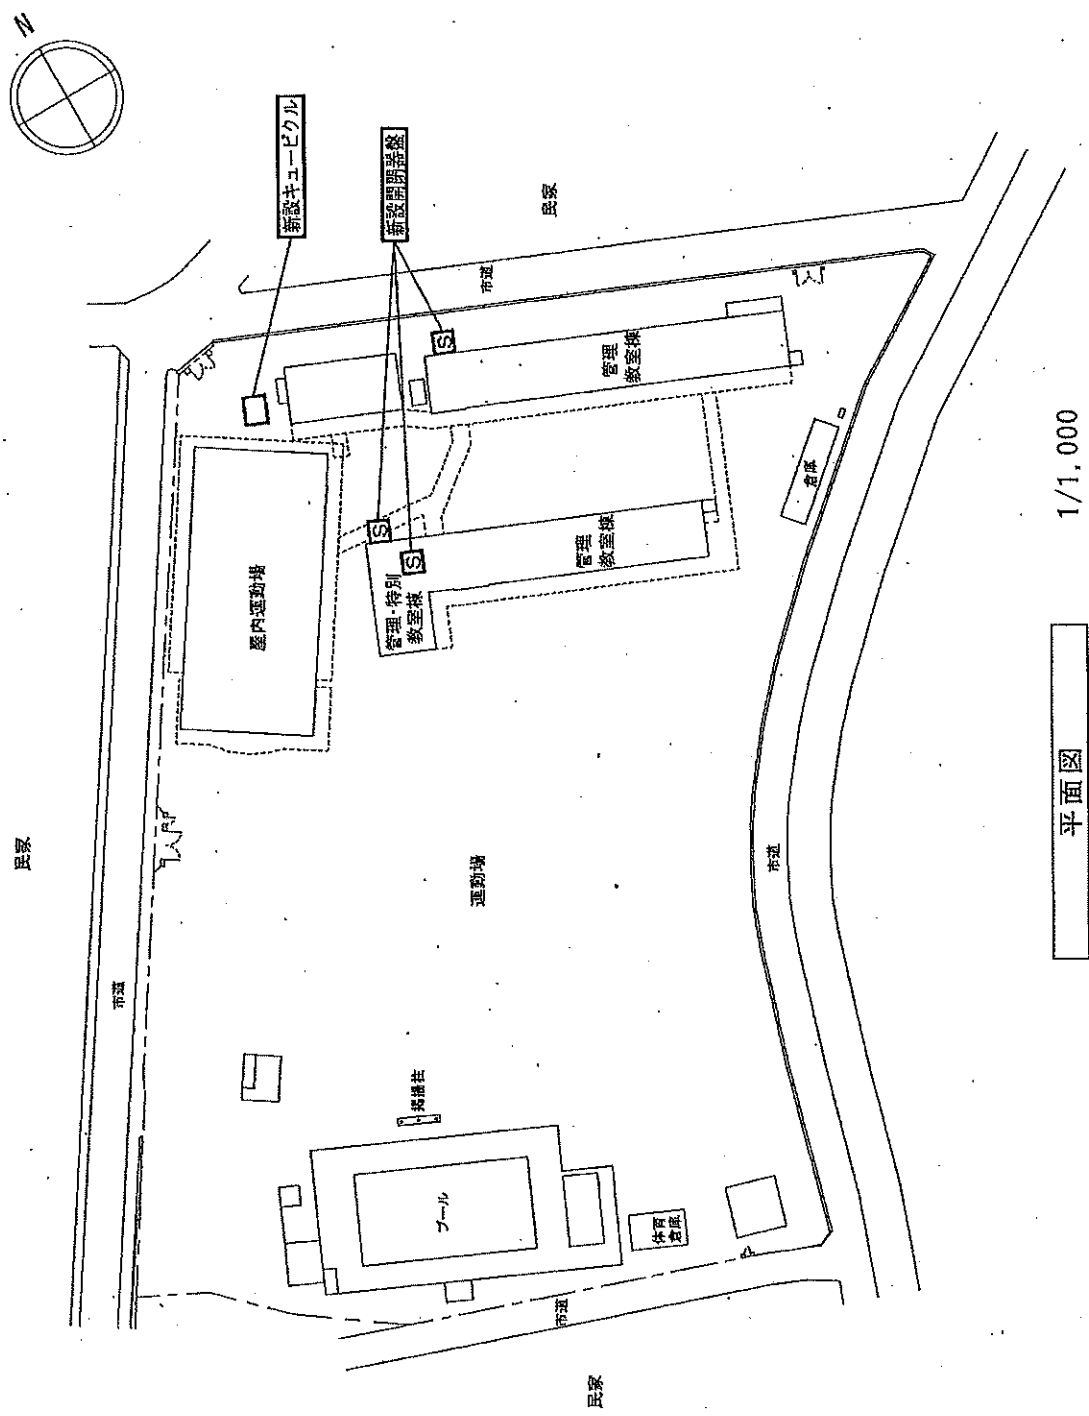 N
新設キュービクル
新設開閉器盤
民家
市道
S
管理
教室棟
屋内運動場
S
S
管理・特別
教室棟
管理
教室棟
倉庫
民家
運動場
市道
市道
掲揚柱
プール
体育
倉庫
市道
民家
平面図
1/1,000